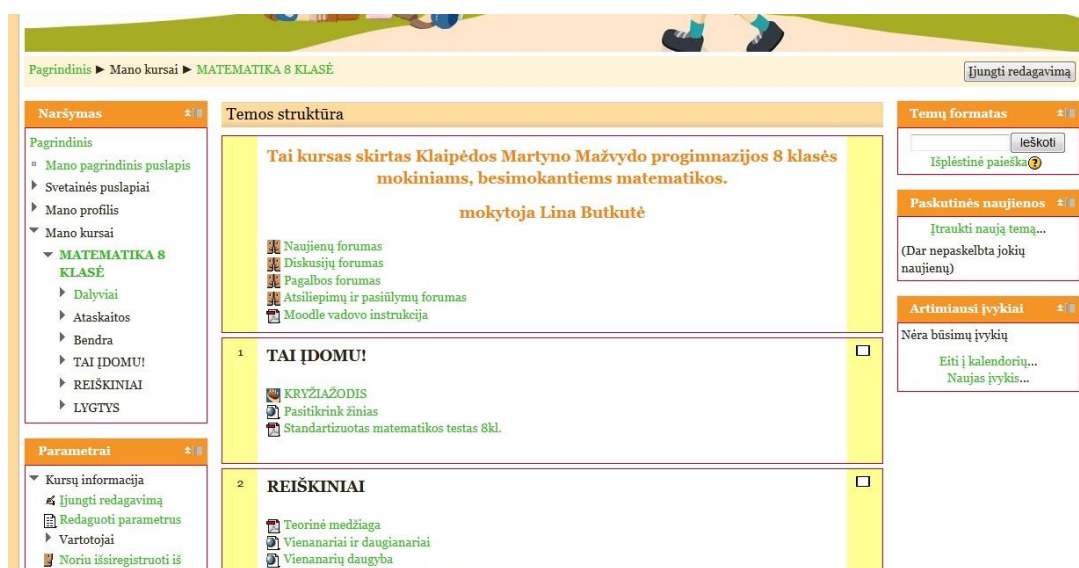 Pagrindinis ► Mano kursai ► MATEMATIKA 8 KLASĖ
Įjungti redagavimą
Naršymas
Pagrindinis
Mano pagrindinis puslapis
Svetainės puslapiai
Mano profilis
Mano kursai
MATEMATIKA 8
KLASĖ
Dalyviai
Ataskaitos
Bendra
TAI ĮDOMU!
REIŠKINIAI
LYGTYS
Parametrai
Kursų informacija
Įjungti redagavimą
Redaguoti parametrus
Vartotojai
Noriu išsiregistruoti iš
Temos struktūra
Tai kursas skirtas Klaipėdos Martyno Mažvydo progimnazijos 8 klasės
mokiniams, besimokantiems matematikos.
mokytoja Lina Butkutė
Naujienų forumas
Diskusijų forumas
Pagalbos forumas
Atsiliepimų ir pasiūlymų forumas
Moodle vadovo instrukcija
1 TAI ĮDOMU!
KRYŽIAŽODIS
Pasitikrink žinias
Standartizuotas matematikos testas 8kl.
2 REIŠKINIAI
Teorinė medžiaga
Vienanariai ir daugianariai
Vienanarių daugyba
Temų formatas
Ieškoti
Išplėstinė paieška
Paskutinės naujienos
Įtraukti naują temą...
(Dar nepaskelbta jokių
naujienų)
Artimiausi įvykiai
Nėra būsimų įvykių
Eiti į kalendorių...
Naujas įvykis...